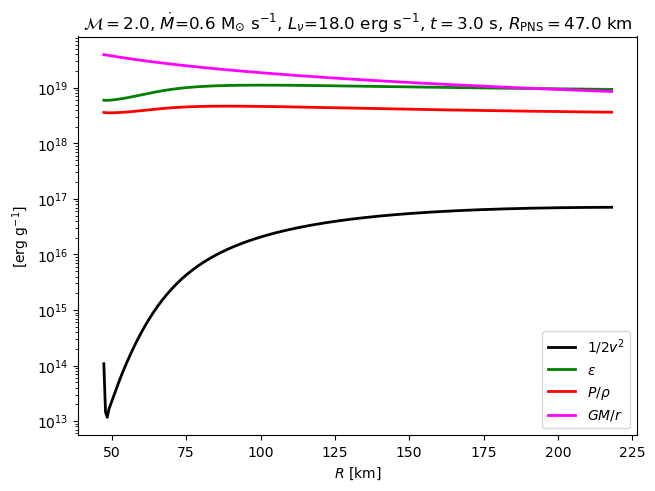 ℳ = 2.0, Ṁ=0.6 M⊙ s⁻¹, Lν=18.0 erg s⁻¹, t = 3.0 s, R_PNS = 47.0 km
[erg g⁻¹]
10¹⁹
10¹⁸
10¹⁷
10¹⁶
10¹⁵
10¹⁴
10¹³
1/2v²
ε
P/ρ
GM/r
50 75 100 125 150 175 200 225
R [km]